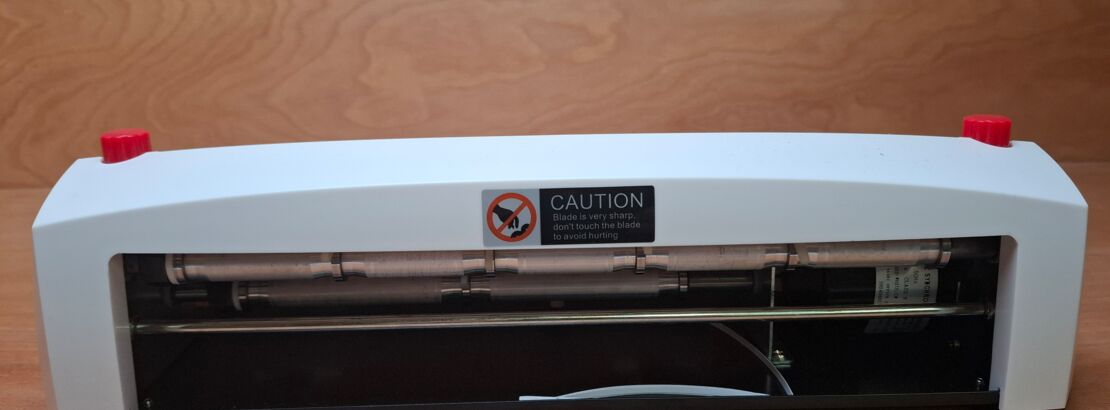 CAUTION
Blade is very sharp,
don't touch the blade
to avoid hurting